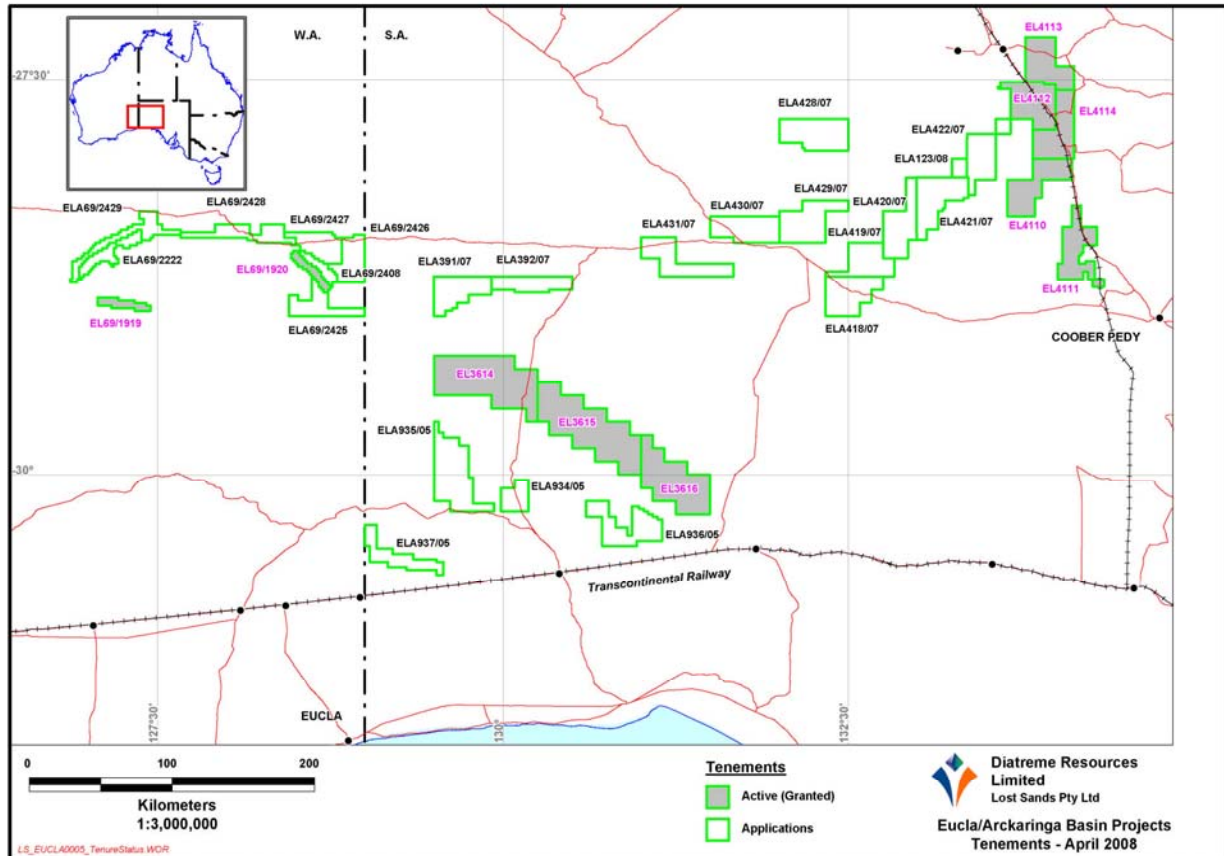 W.A.
S.A.
EL4113
-27°30'
EL4112
EL4114
ELA428/07
ELA422/07
ELA123/08
ELA429/07
ELA420/07
ELA430/07
ELA431/07
ELA419/07
ELA421/07
EL4110
ELA69/2429
ELA69/2428
ELA69/2427
ELA69/2426
ELA69/2222
EL69/1920
ELA69/2408
ELA391/07
ELA392/07
EL4111
EL69/1919
ELA69/2425
ELA418/07
COOBER PEDY
EL3614
EL3615
ELA935/05
-30°
EL3616
ELA934/05
ELA936/05
ELA937/05
Transcontinental Railway
EUCLA
127°30'
130°
132°30'
0 100 200
Kilometers
1:3,000,000
LS_EUCLA0005_TenureStatus WOR
Tenements
Active (Granted)
Applications
Diatreme Resources
Limited
Lost Sands Pty Ltd
Eucla/Arckaringa Basin Projects
Tenements - April 2008